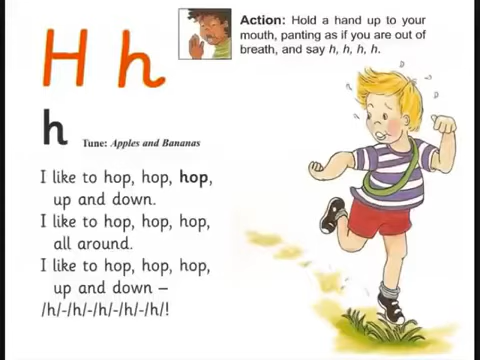 H h
Action: Hold a hand up to your
mouth, panting as if you are out of
breath, and say h, h, h, h.
h
Tune: Apples and Bananas
I like to hop, hop, hop,
up and down.
I like to hop, hop, hop,
all around.
I like to hop, hop, hop,
up and down –
/h/-/h/-/h/-/h/-/h/!